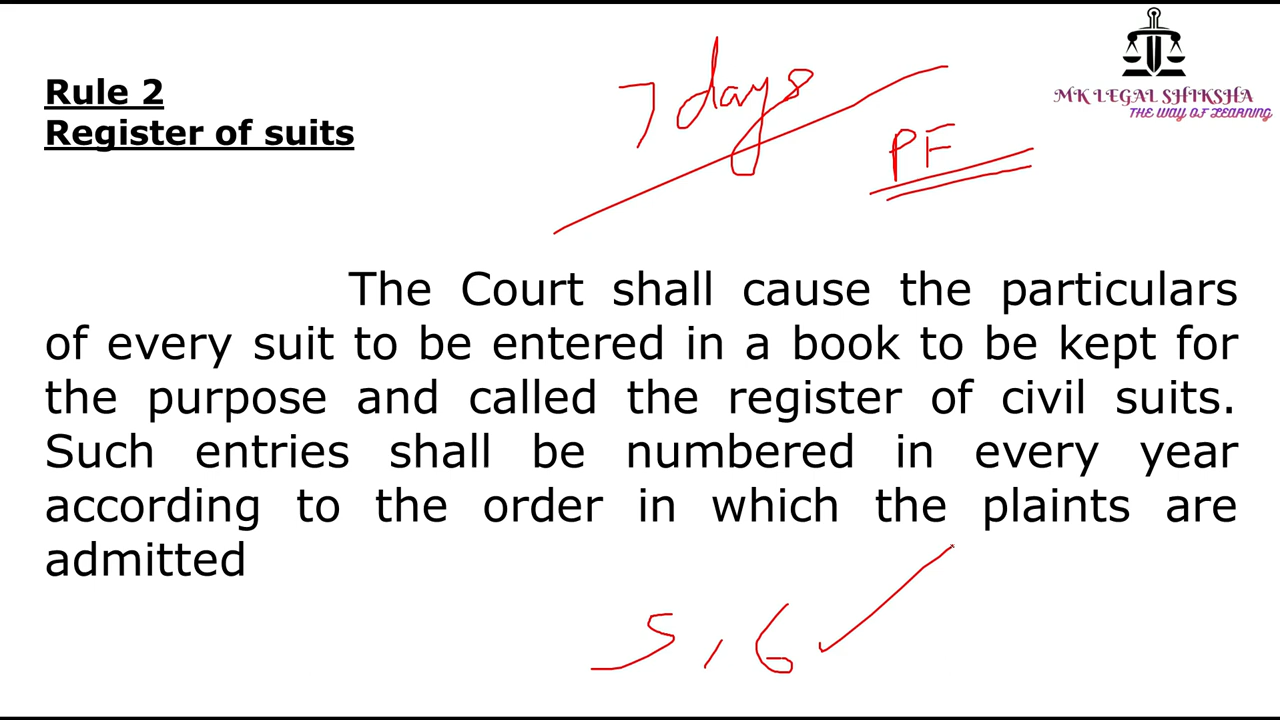 MK LEGAL SHIKSHA
THE WAY OF LEARNING
Rule 2
Register of suits
7 days
PF
The Court shall cause the particulars
of every suit to be entered in a book to be kept for
the purpose and called the register of civil suits.
Such entries shall be numbered in every year
according to the order in which the plaints are
admitted
5, 6